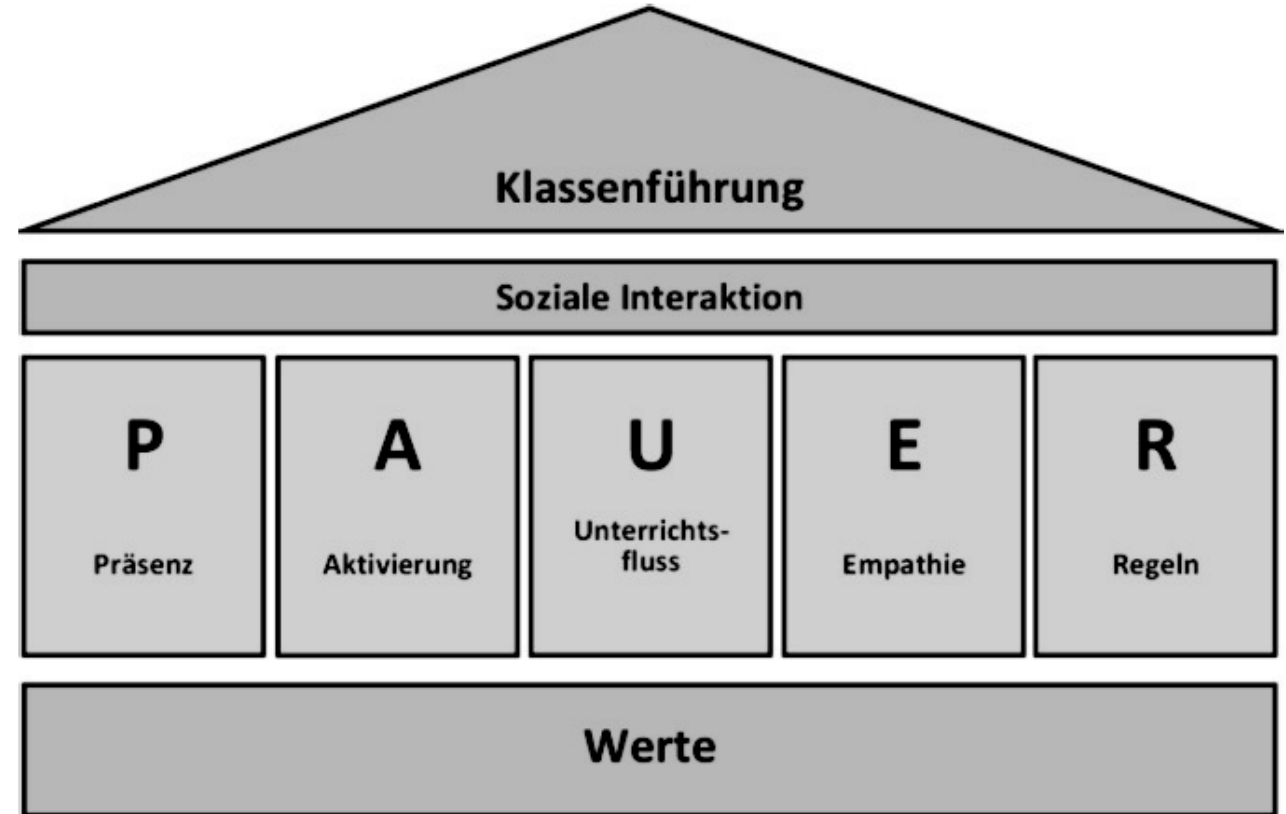 Klassenführung
Soziale Interaktion
P
A
U
E
R
Präsenz
Aktivierung
Unterrichts-
fluss
Empathie
Regeln
Werte